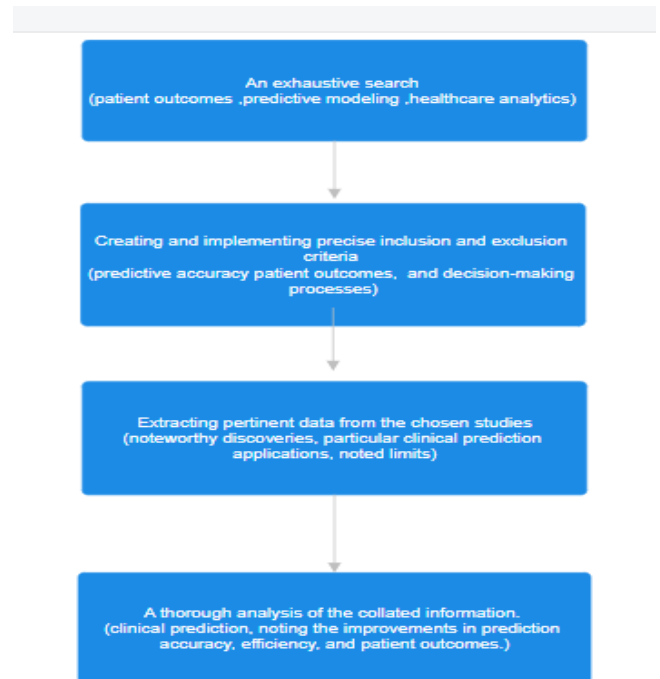 An exhaustive search
(patient outcomes ,predictive modeling ,healthcare analytics)
Creating and implementing precise inclusion and exclusion
criteria
(predictive accuracy patient outcomes, and decision-making
processes)
Extracting pertinent data from the chosen studies
(noteworthy discoveries, particular clinical prediction
applications, noted limits)
A thorough analysis of the collated information.
(clinical prediction, noting the improvements in prediction
accuracy, efficiency, and patient outcomes.)